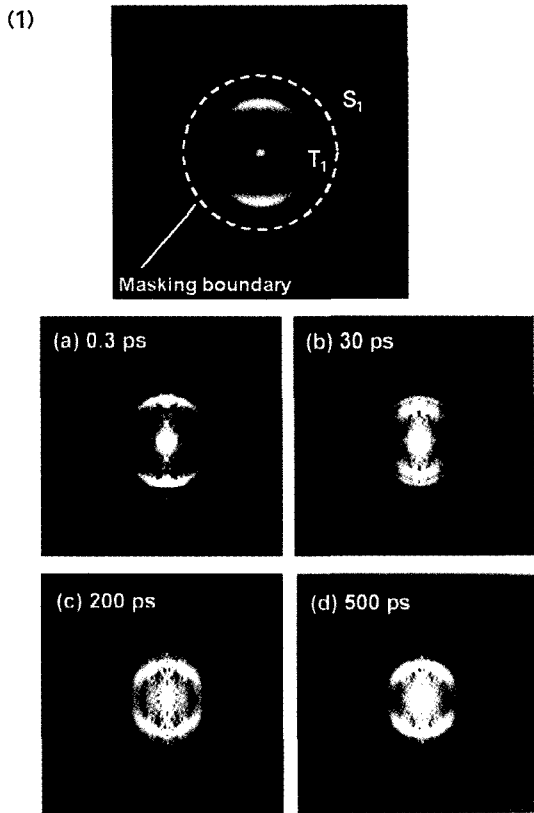 (1)
S₁
T₁
Masking boundary
(a) 0.3 ps
(b) 30 ps
(c) 200 ps
(d) 500 ps